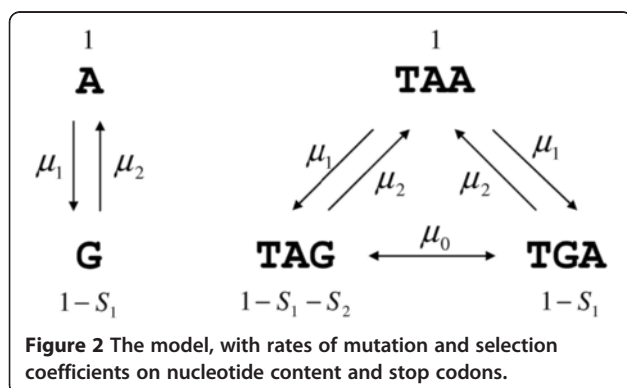 1 1
A TAA
μ₁ μ₂ μ₁ μ₂ μ₂ μ₁
G TAG μ₀ TGA
1 − S₁ 1 − S₁ − S₂ 1 − S₁
Figure 2 The model, with rates of mutation and selection
coefficients on nucleotide content and stop codons.